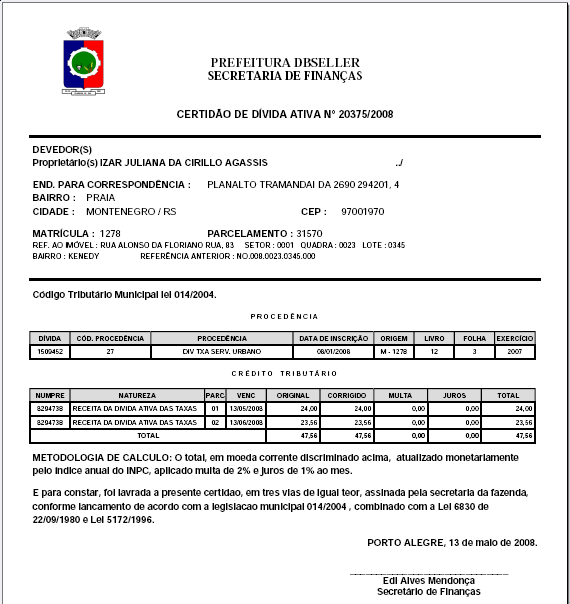 PREFEITURA DBSELLER
SECRETARIA DE FINANÇAS
CERTIDÃO DE DÍVIDA ATIVA N° 20375/2008
DEVEDOR(S)
Proprietário(s) IZAR JULIANA DA CIRILLO AGASSIS ../
END. PARA CORRESPONDÊNCIA : PLANALTO TRAMANDAI DA 2690 294201, 4
BAIRRO : PRAIA
CIDADE : MONTENEGRO / RS CEP : 97001970
MATRÍCULA : 1278 PARCELAMENTO : 31570
REF. AO IMÓVEL : RUA ALONSO DA FLORIANO RUA, 83 SETOR : 0001 QUADRA : 0023 LOTE : 0345
BAIRRO : KENEDY REFERÊNCIA ANTERIOR : NO.008.0023.0345.000
Código Tributário Municipal lei 014/2004.
PROCEDÊNCIA
DÍVIDA CÓD. PROCEDÊNCIA PROCEDÊNCIA DATA DE INSCRIÇÃO ORIGEM LIVRO FOLHA EXERCÍCIO
1509452 27 DIV TXA SERV. URBANO 08/01/2008 M - 1278 12 3 2007
CRÉDITO TRIBUTÁRIO
NUMPRE NATUREZA PARC VENC ORIGINAL CORRIGIDO MULTA JUROS TOTAL
8294738 RECEITA DA DIVIDA ATIVA DAS TAXAS 01 13/05/2008 24,00 24,00 0,00 0,00 24,00
8294738 RECEITA DA DIVIDA ATIVA DAS TAXAS 02 13/06/2008 23,56 23,56 0,00 0,00 23,56
TOTAL 47,56 47,56 0,00 0,00 47,56
METODOLOGIA DE CALCULO: O total, em moeda corrente discriminado acima, atualizado monetariamente
pelo índice anual do INPC, aplicado multa de 2% e juros de 1% ao mes.
E para constar, foi lavrada a presente certidao, em tres vias de igual teor, assinada pela secretaria da fazenda,
conforme lancamento de acordo com a legislacao municipal 014/2004 , combinado com a Lei 6830 de
22/09/1980 e Lei 5172/1996.
PORTO ALEGRE, 13 de maio de 2008.
Edi Alves Mendonça
Secretário de Finanças